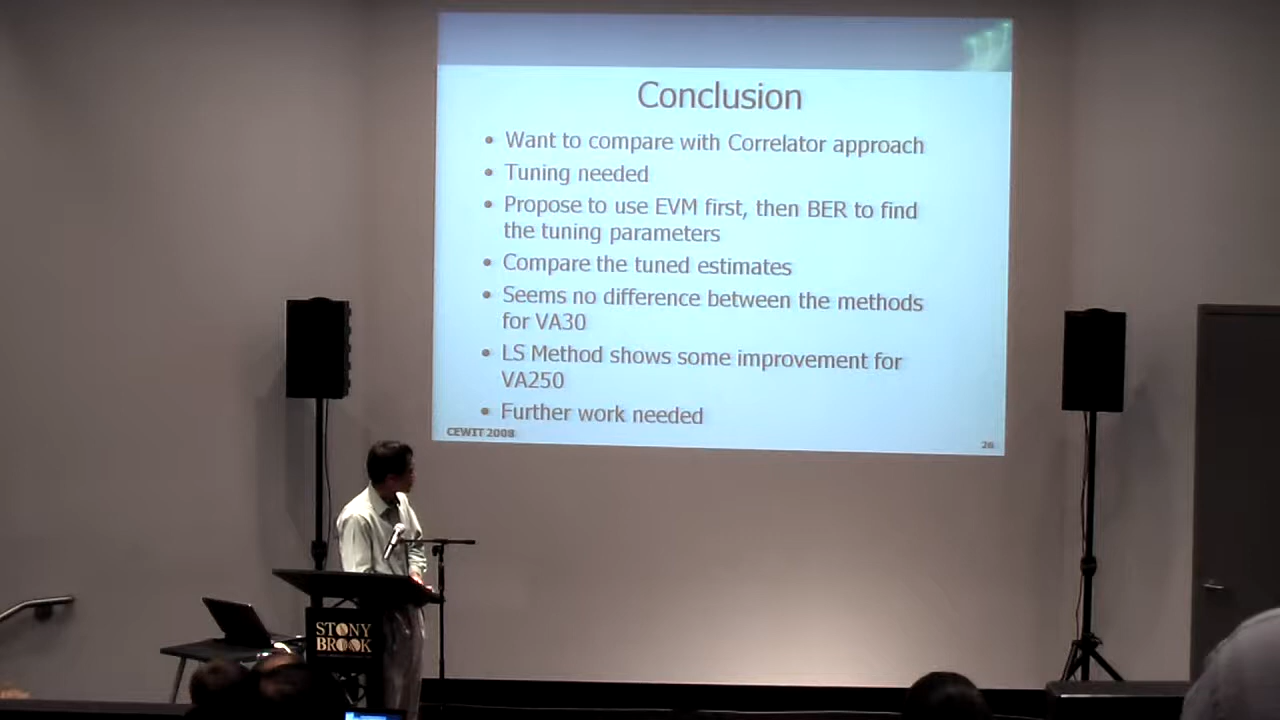 Conclusion
• Want to compare with Correlator approach
• Tuning needed
• Propose to use EVM first, then BER to find
the tuning parameters
• Compare the tuned estimates
• Seems no difference between the methods
for VA30
• LS Method shows some improvement for
VA250
• Further work needed
CEWIT 2008
26
STONY
BROOK